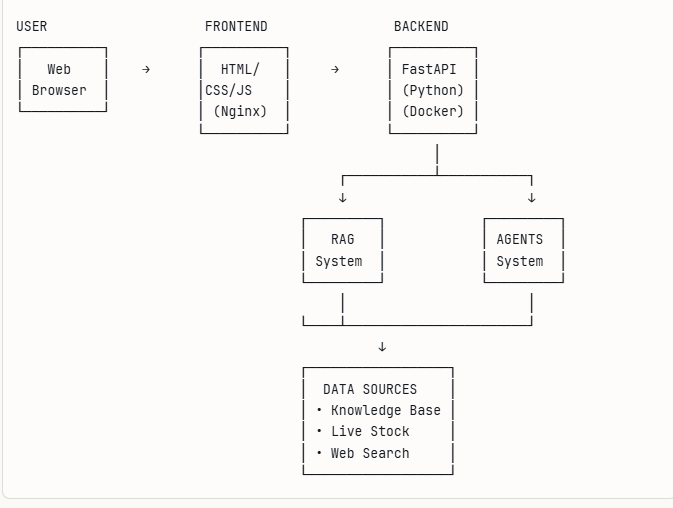 USER FRONTEND BACKEND
Web → HTML/ → FastAPI
Browser CSS/JS (Python)
(Nginx) (Docker)
↓ ↓
RAG AGENTS
System System
↓
DATA SOURCES
• Knowledge Base
• Live Stock
• Web Search